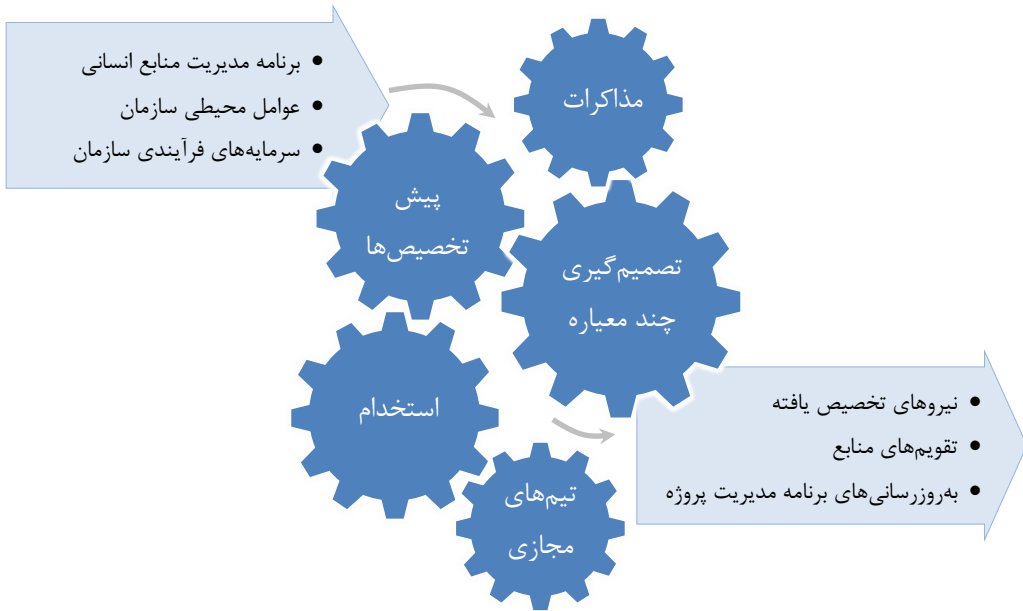 • برنامه مدیریت منابع انسانی
• عوامل محیطی سازمان
• سرمایه‌های فرآیندی سازمان
مذاکرات
پیش
تخصیص‌ها
تصمیم‌گیری
چند معیاره
استخدام
تیم‌های
مجازی
• نیروهای تخصیص یافته
• تقویم‌های منابع
• به‌روزرسانی‌های برنامه مدیریت پروژه